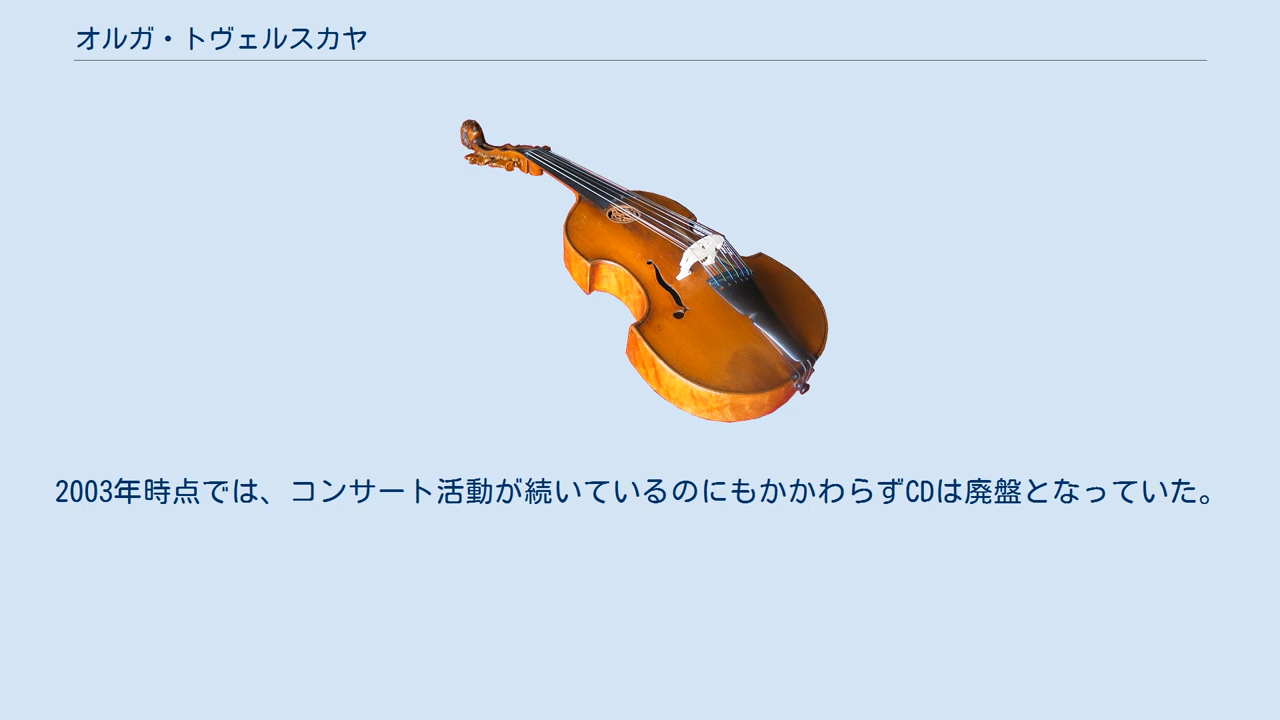 オルガ・トヴェルスカヤ
2003年時点では、コンサート活動が続いているのにもかかわらずCDは廃盤となっていた。